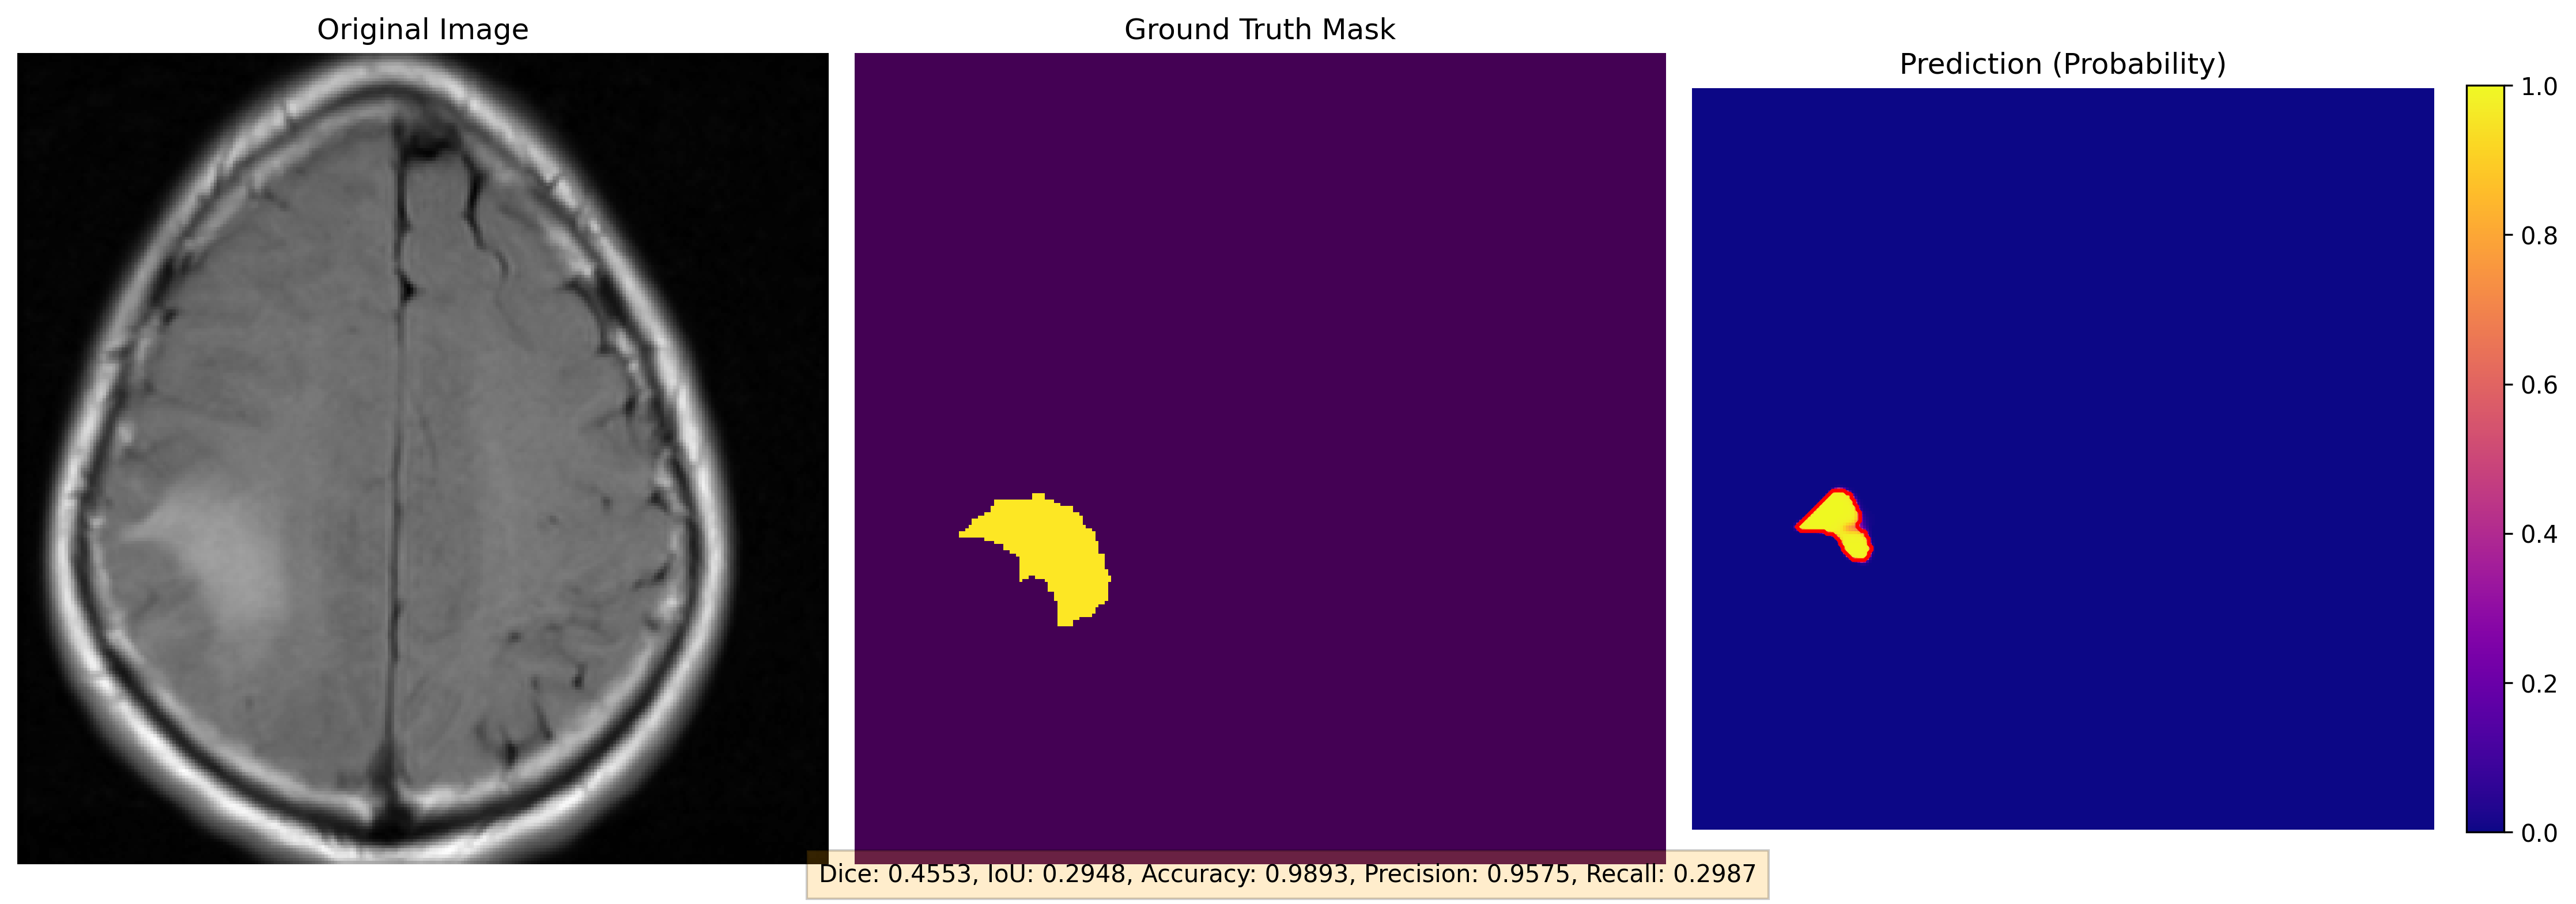 Original Image
Ground Truth Mask
Prediction (Probability)
1.0
0.8
0.6
0.4
0.2
0.0
Dice: 0.4553, IoU: 0.2948, Accuracy: 0.9893, Precision: 0.9575, Recall: 0.2987